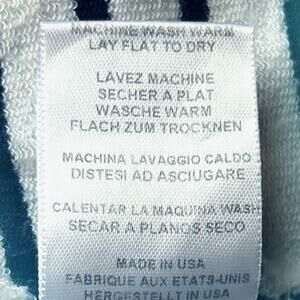 MACHINE WASH WARM
LAY FLAT TO DRY
LAVEZ MACHINE
SECHER A PLAT
WASCHE WARM
FLACH ZUM TROCKNEN
MACHINA LAVAGGIO CALDO
DISTESI AD ASCIUGARE
CALENTAR LA MAQUINA WASH
SECAR A PLANOS SECO
MADE IN USA
FABRIQUE AUX ETATS-UNIS
HERGESTELLT IN USA